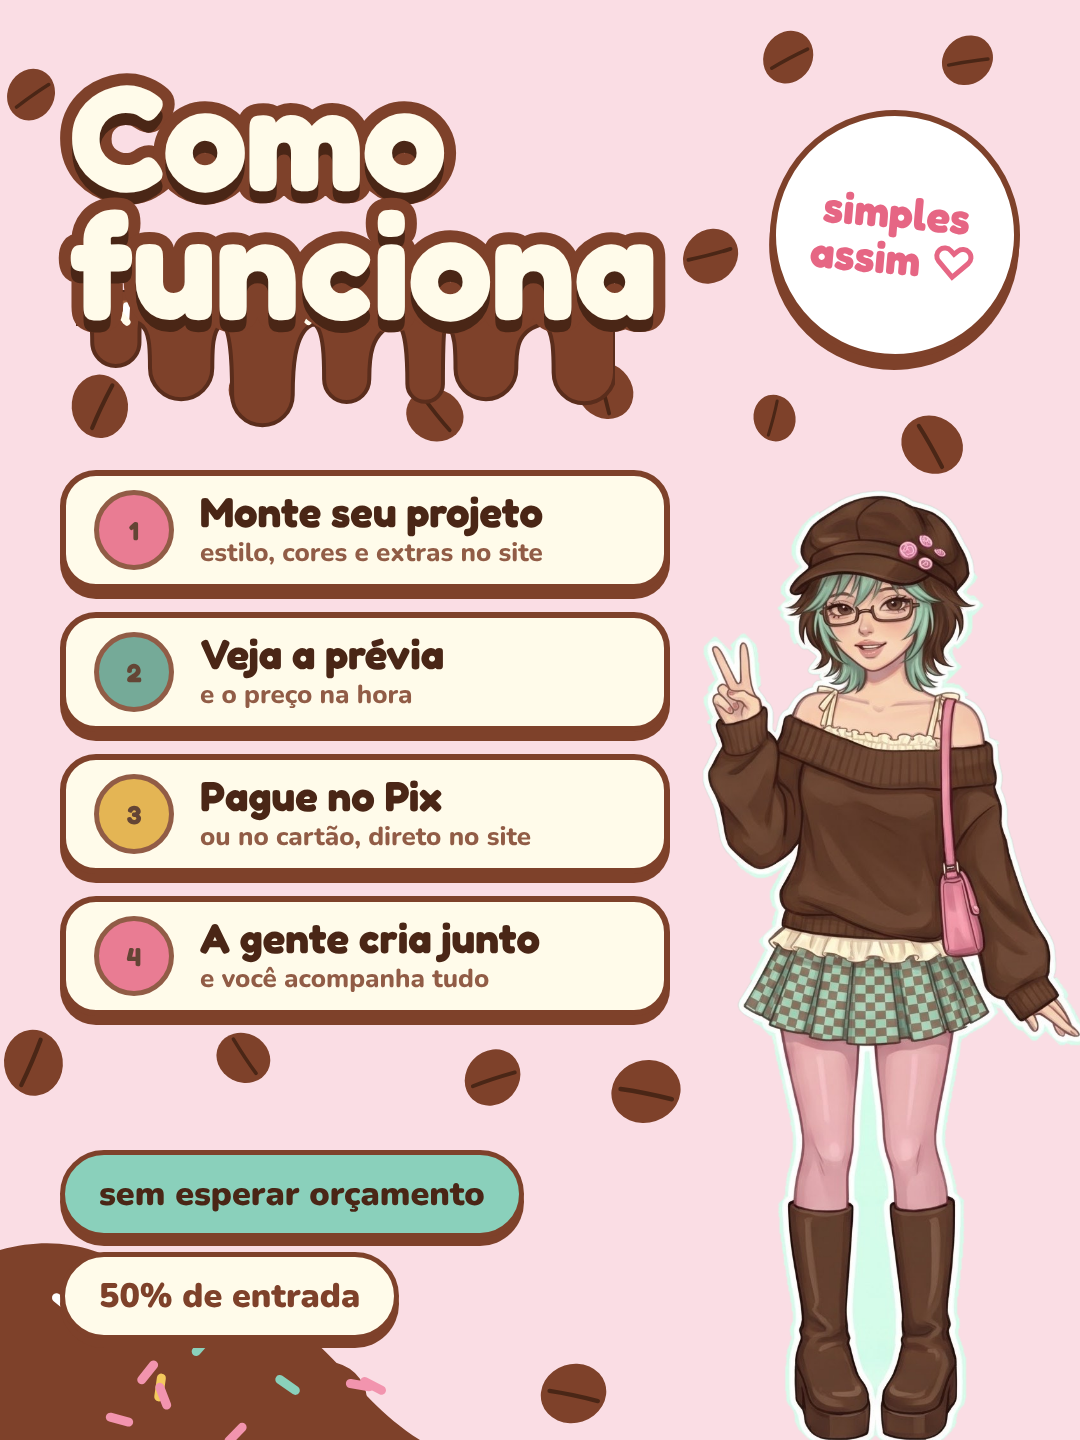 Como
funciona
simples
assim ♡
1
Monte seu projeto
estilo, cores e extras no site
2
Veja a prévia
e o preço na hora
3
Pague no Pix
ou no cartão, direto no site
4
A gente cria junto
e você acompanha tudo
sem esperar orçamento
50% de entrada